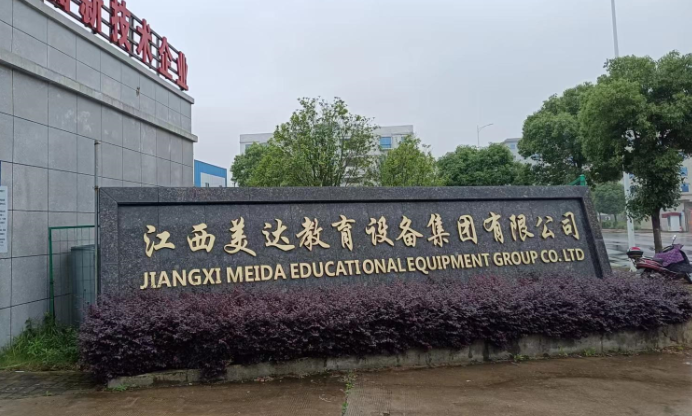 新技术企业
江西美达教育设备集团有限公司
JIANGXI MEIDA EDUCATIONAL EQUIPMENT GROUP CO. LTD